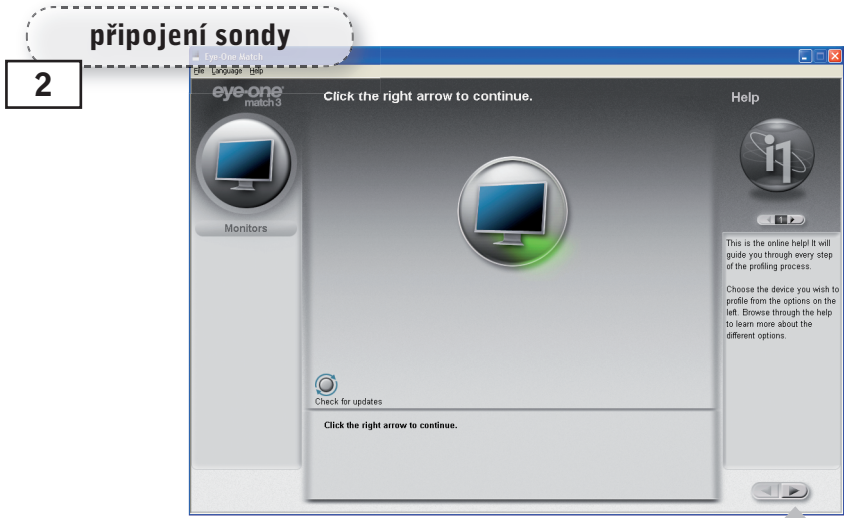 připojení sondy
2
Eye-One Match
File Language Help
eye-one
match 3
Click the right arrow to continue.
Help
i1
1
Monitors
This is the online help! It will
guide you through every step
of the profiling process.
Choose the device you wish to
profile from the options on the
left. Browse through the help
to learn more about the
different options.
Check for updates
Click the right arrow to continue.